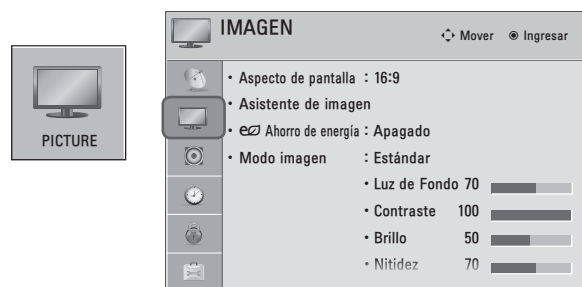 PICTURE
IMAGEN
Mover Ingresar
• Aspecto de pantalla : 16:9
• Asistente de imagen
• Ahorro de energía : Apagado
• Modo imagen : Estándar
• Luz de Fondo 70
• Contraste 100
• Brillo 50
• Nitidez 70